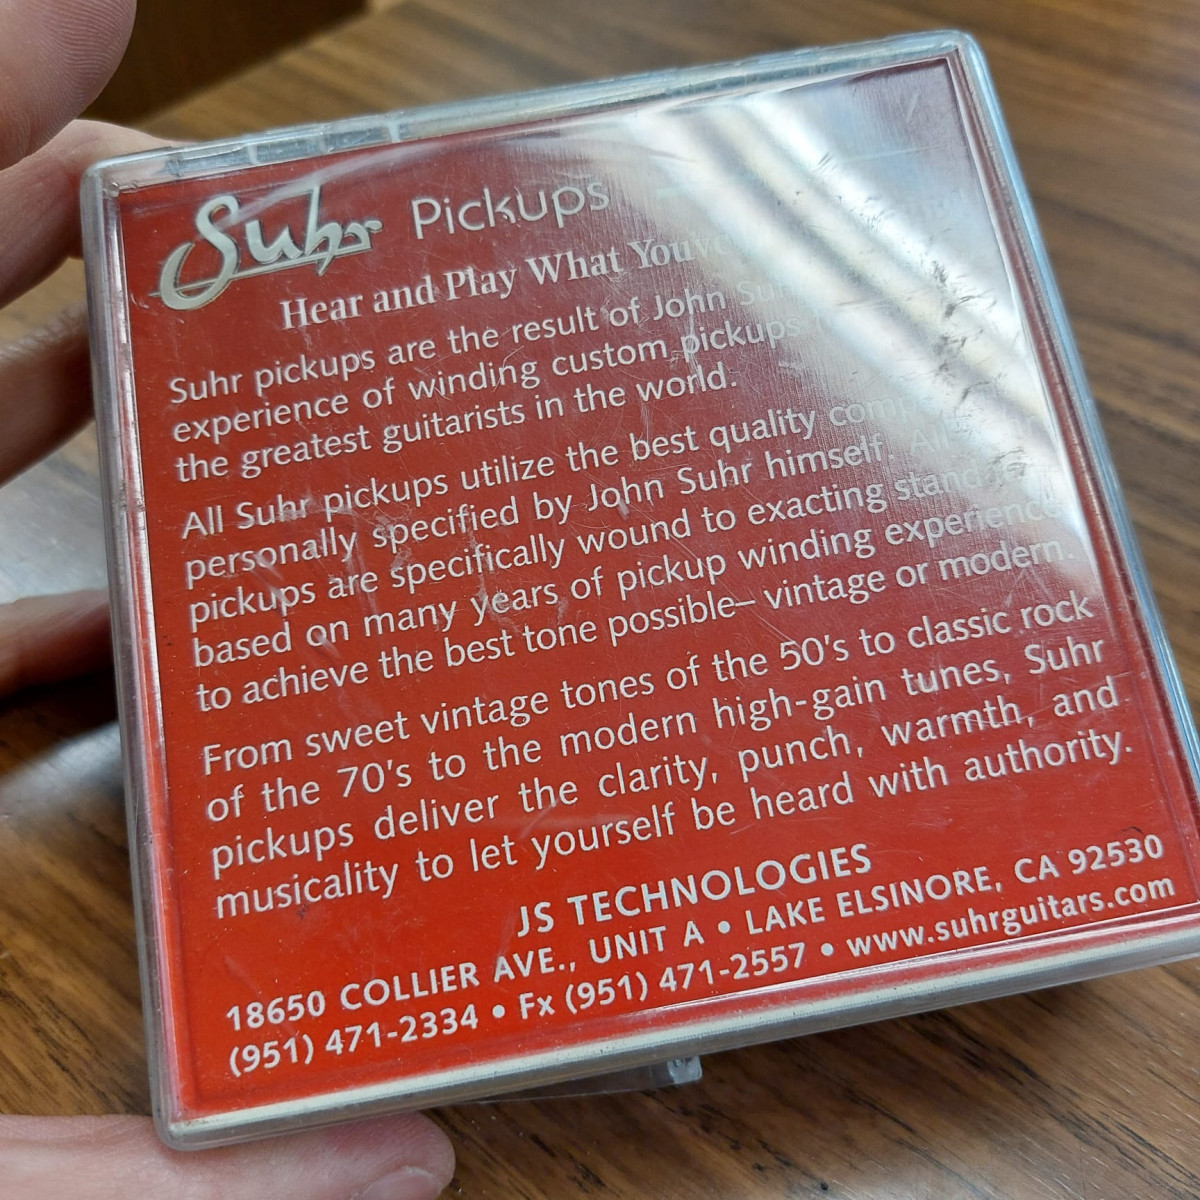 Suhr Pickups
Hear and Play What You've
Suhr pickups are the result of John Suhr
experience of winding custom pickups
the greatest guitarists in the world.
All Suhr pickups utilize the best quality
personally specified by John Suhr himself. All
pickups are specifically wound to exacting
based on many years of pickup winding experience
to achieve the best tone possible– vintage or modern.
From sweet vintage tones of the 50's to classic rock
of the 70's to the modern high-gain tunes, Suhr
pickups deliver the clarity, punch, warmth, and
musicality to let yourself be heard with authority.
JS TECHNOLOGIES
18650 COLLIER AVE., UNIT A • LAKE ELSINORE, CA 92530
(951) 471-2334 • Fx (951) 471-2557 • www.suhrguitars.com